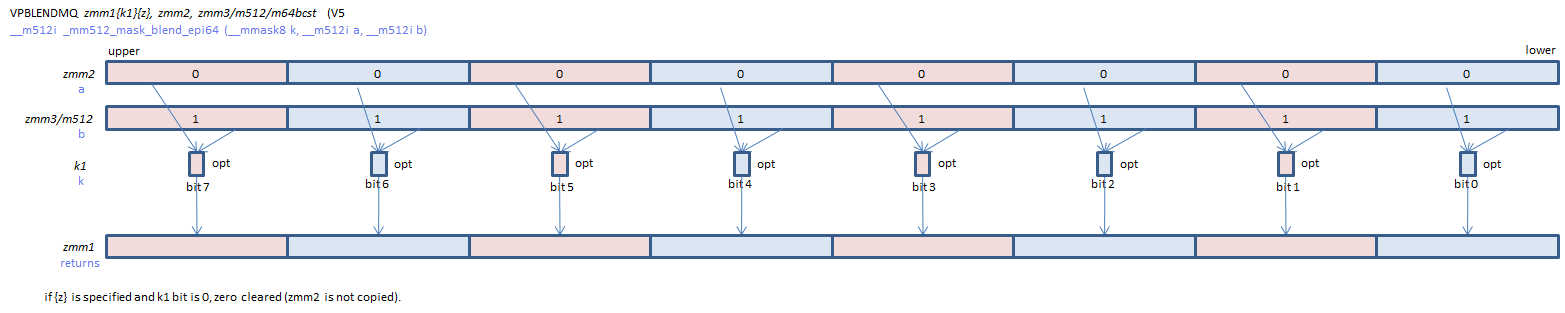 VPBLENDMQ zmm1{k1}{z}, zmm2, zmm3/m512/m64bcst (V5
__m512i _mm512_mask_blend_epi64 (__mmask8 k, __m512i a, __m512i b)
upper lower
zmm2 0 0 0 0 0 0 0 0
a
zmm3/m512 1 1 1 1 1 1 1 1
b
k1 opt opt opt opt opt opt opt opt
k bit 7 bit 6 bit 5 bit 4 bit 3 bit 2 bit 1 bit 0
zmm1
returns
if {z} is specified and k1 bit is 0, zero cleared (zmm2 is not copied).